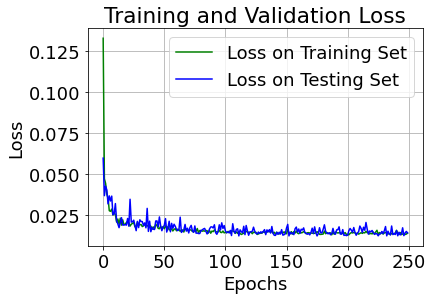 Training and Validation Loss
Loss on Training Set
Loss on Testing Set
0.125
0.100
0.075
0.050
0.025
Loss
0 50 100 150 200 250
Epochs